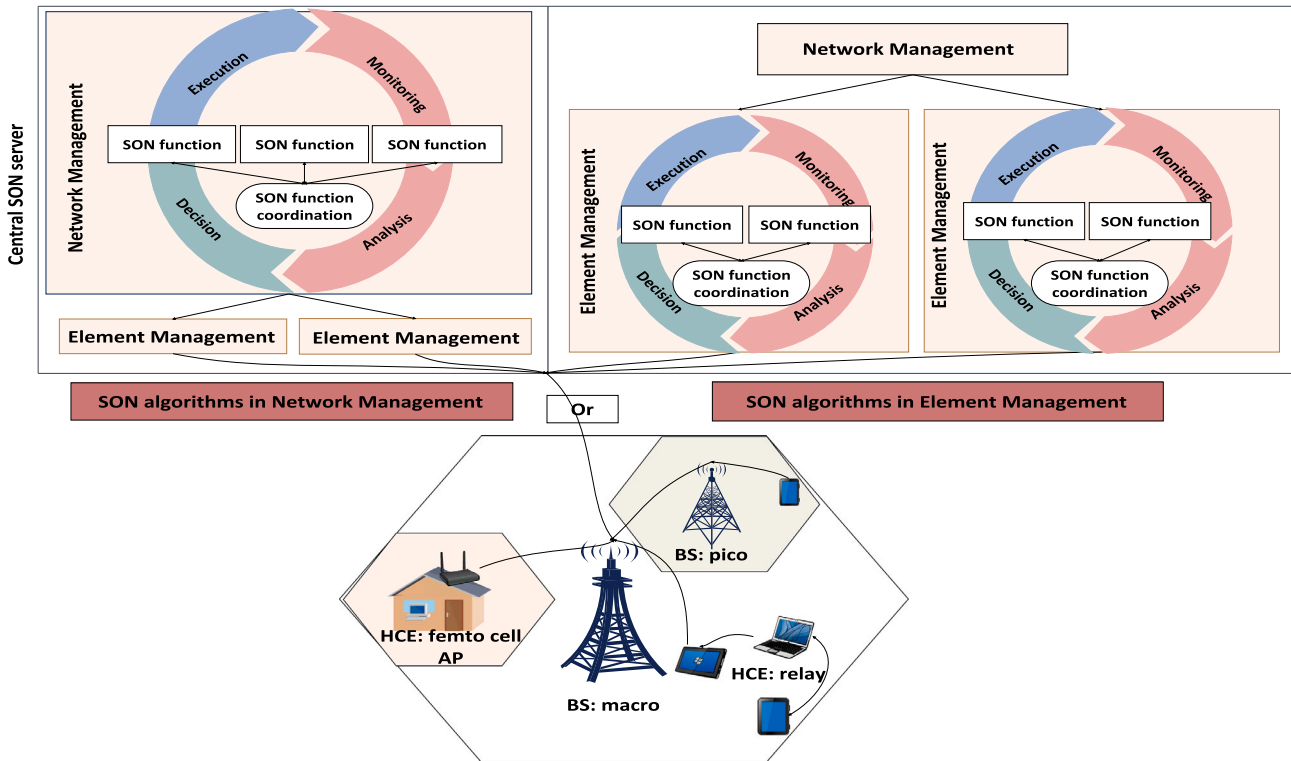 Central SON server
Network Management
Execution
Monitoring
SON function
SON function
SON function
SON function
coordination
Decision
Analysis
Element Management
Element Management
Network Management
Element Management
Execution
Monitoring
SON function
SON function
SON function
coordination
Decision
Analysis
Element Management
Execution
Monitoring
SON function
SON function
SON function
coordination
Decision
Analysis
SON algorithms in Network Management
Or
SON algorithms in Element Management
BS: pico
HCE: femto cell
AP
BS: macro
HCE: relay